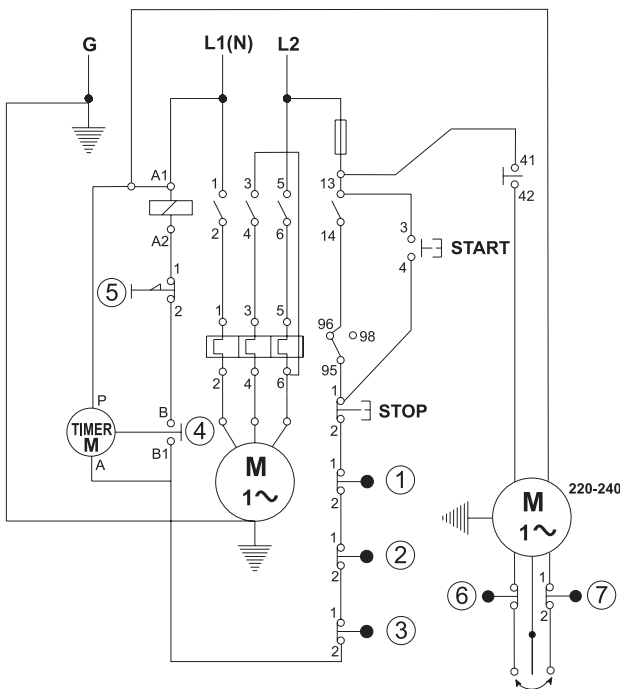 G L1(N) L2
A1 1 3 5 13 41
A2 2 4 6 14 42
3 START
4
1
5
2
1 3 5 96 98
2 4 6 95
P
TIMER
M
A
B 4
B1
1 STOP
2
M
1~
1 1
2
1 2
2
1 3
2
220-240
M
1~
6 1 7
2